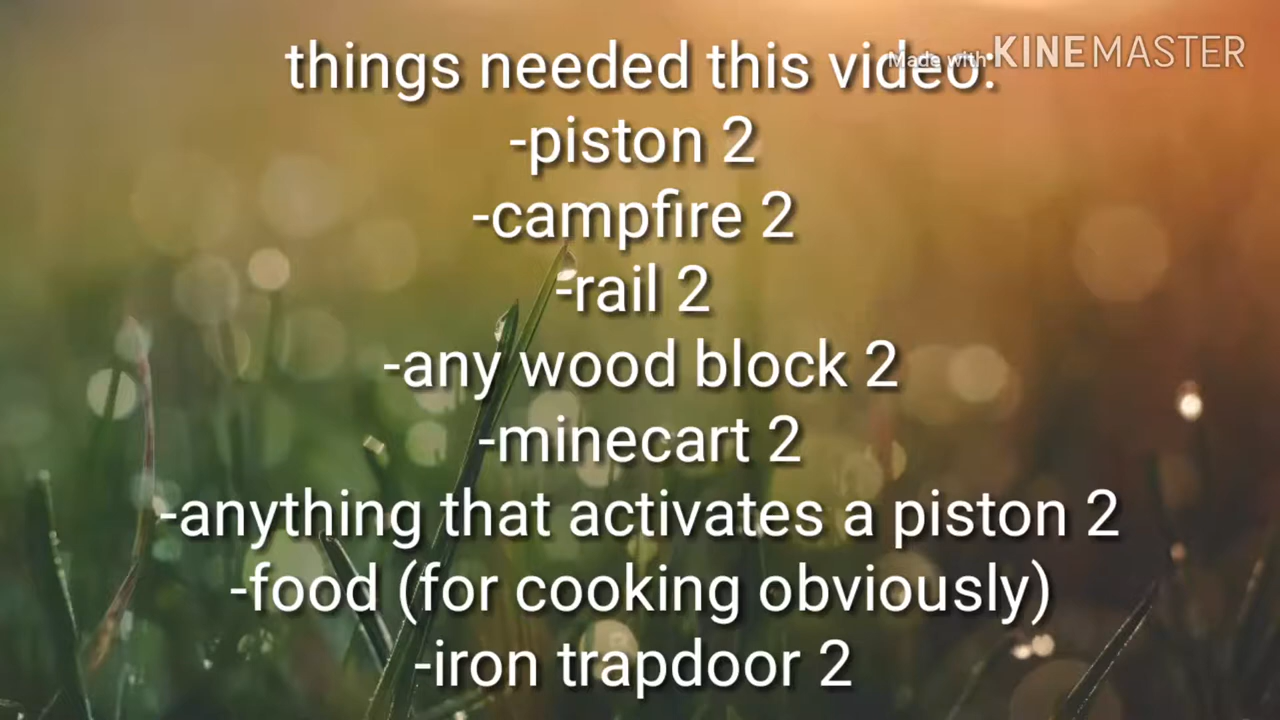 things needed this video:
Made with KINEMASTER
-piston 2
-campfire 2
-rail 2
-any wood block 2
-minecart 2
-anything that activates a piston 2
-food (for cooking obviously)
-iron trapdoor 2